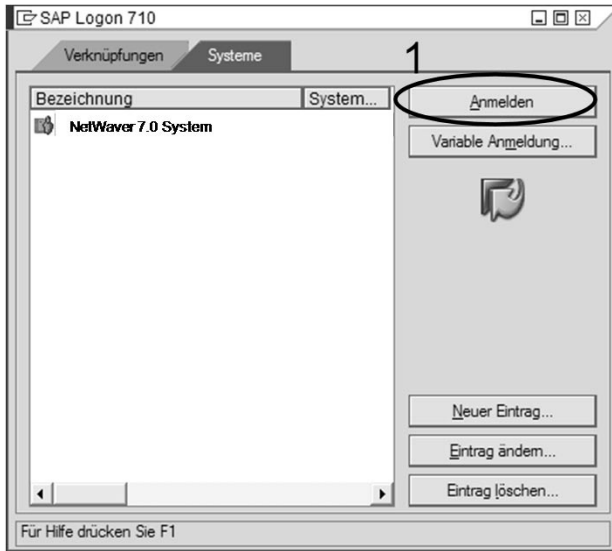 SAP Logon 710
Verknüpfungen Systeme
1
Bezeichnung System...
Anmelden
NetWaver 7.0 System
Variable Anmeldung...
Neuer Eintrag...
Eintrag ändern...
Eintrag löschen...
Für Hilfe drücken Sie F1